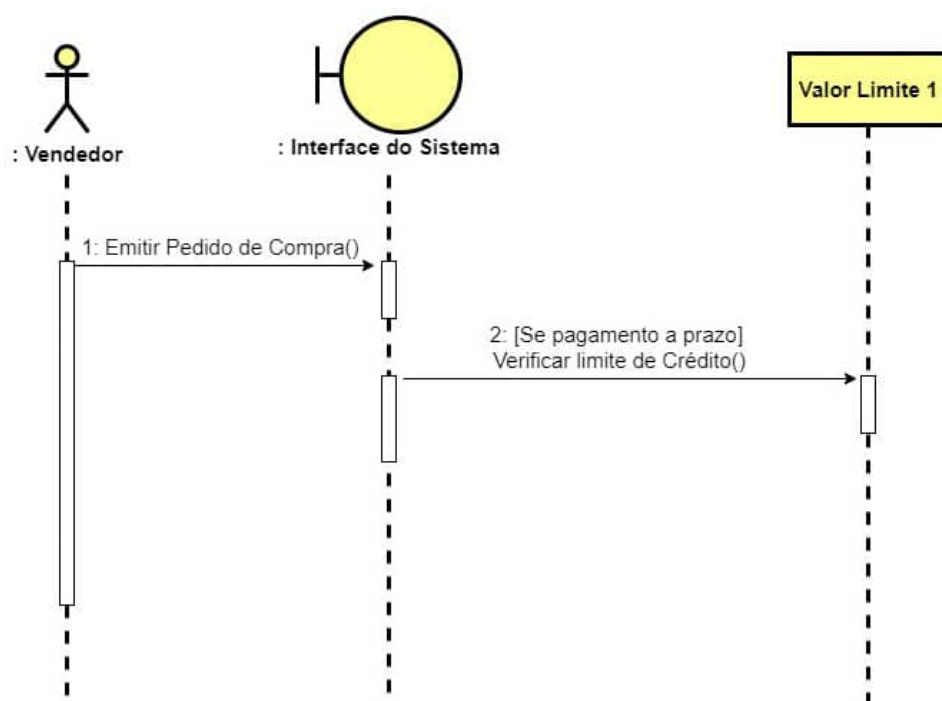 : Vendedor
: Interface do Sistema
Valor Limite 1
1: Emitir Pedido de Compra()
2: [Se pagamento a prazo]
Verificar limite de Crédito()